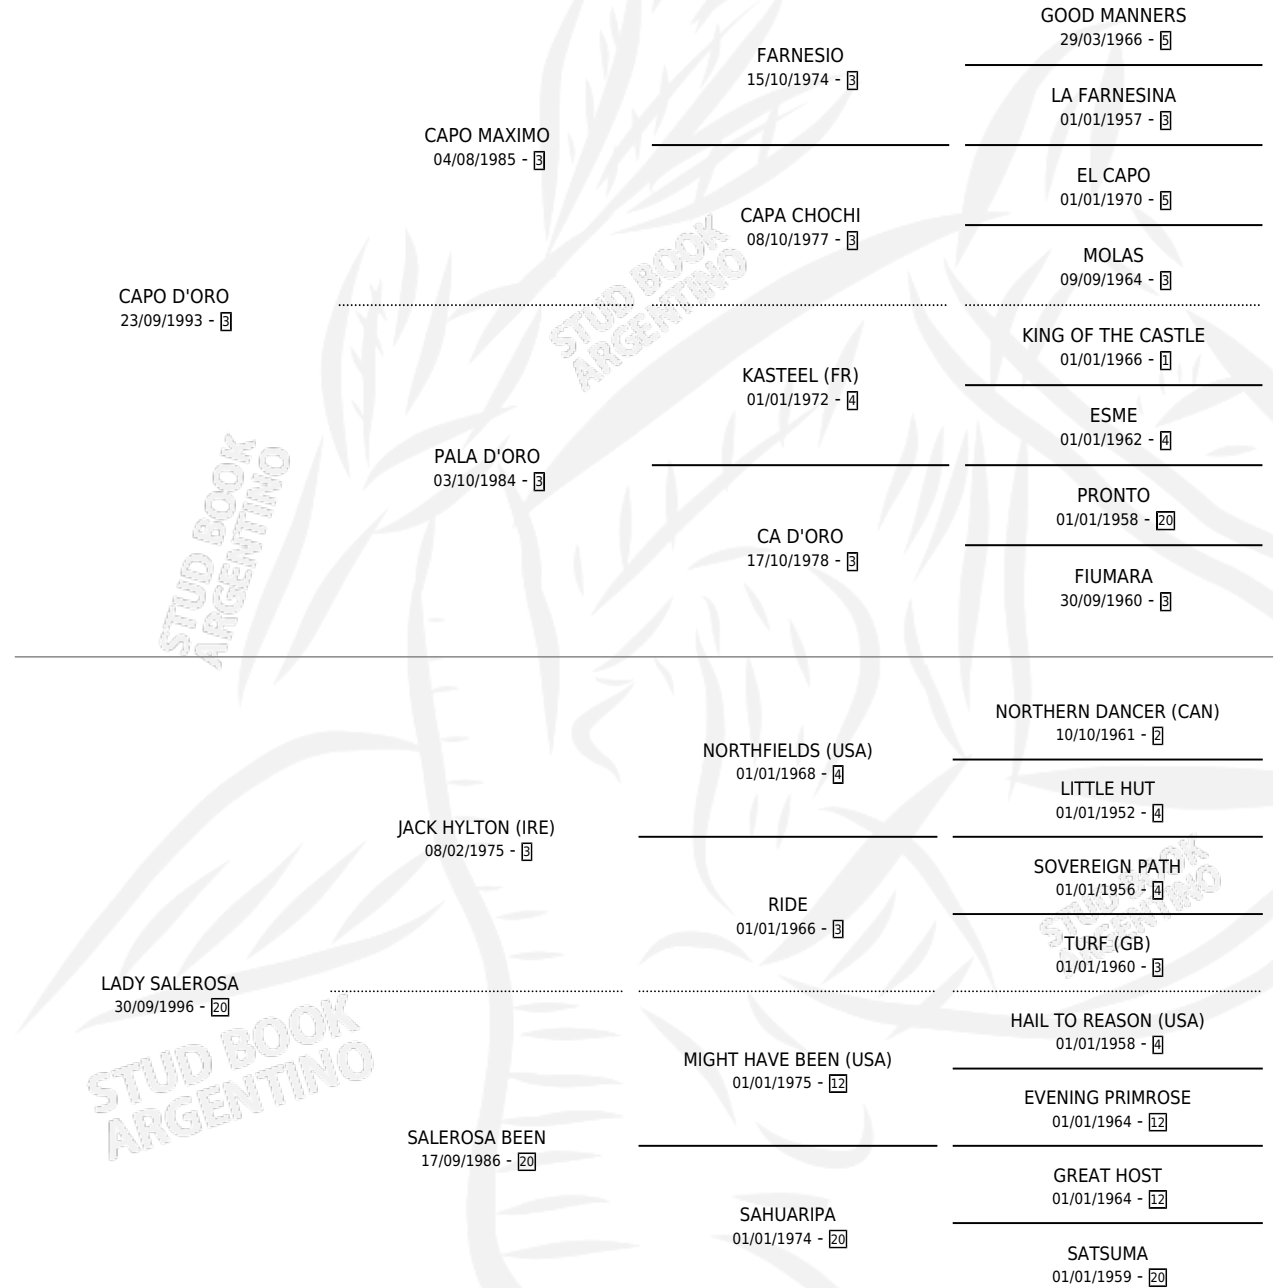 GOOD MANNERS
29/03/1966 - 5
FARNESIO
15/10/1974 - 3
LA FARNESINA
01/01/1957 - 3
CAPO MAXIMO
04/08/1985 - 3
EL CAPO
01/01/1970 - 5
CAPA CHOCHI
08/10/1977 - 3
MOLAS
09/09/1964 - 3
CAPO D'ORO
23/09/1993 - 3
STUD BOOK
ARGENTINO
KING OF THE CASTLE
01/01/1966 - 1
KASTEEL (FR)
01/01/1972 - 4
ESME
01/01/1962 - 4
PALA D'ORO
03/10/1984 - 3
PRONTO
01/01/1958 - 20
CA D'ORO
17/10/1978 - 3
FIUMARA
30/09/1960 - 3
STUD BOOK
ARGENTINO
NORTHERN DANCER (CAN)
10/10/1961 - 2
NORTHFIELDS (USA)
01/01/1968 - 4
LITTLE HUT
01/01/1952 - 4
JACK HYLTON (IRE)
08/02/1975 - 3
SOVEREIGN PATH
01/01/1956 - 4
RIDE
01/01/1966 - 3
TURF (GB)
01/01/1960 - 3
STUD BOOK
ARGENTINO
LADY SALEROSA
30/09/1996 - 20
HAIL TO REASON (USA)
01/01/1958 - 4
MIGHT HAVE BEEN (USA)
01/01/1975 - 12
EVENING PRIMROSE
01/01/1964 - 12
STUD BOOK
ARGENTINO
SALEROSA BEEN
17/09/1986 - 20
GREAT HOST
01/01/1964 - 12
SAHUARIPA
01/01/1974 - 20
SATSUMA
01/01/1959 - 20